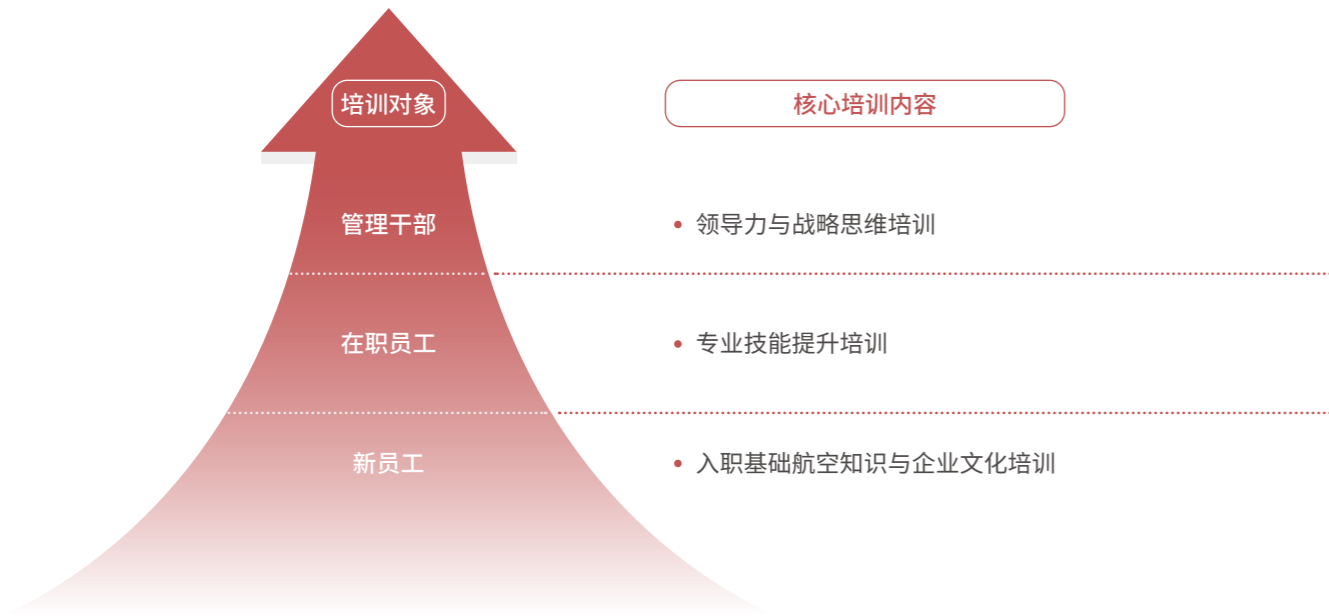 培训对象
核心培训内容
管理干部
领导力与战略思维培训
在职员工
专业技能提升培训
新员工
入职基础航空知识与企业文化培训